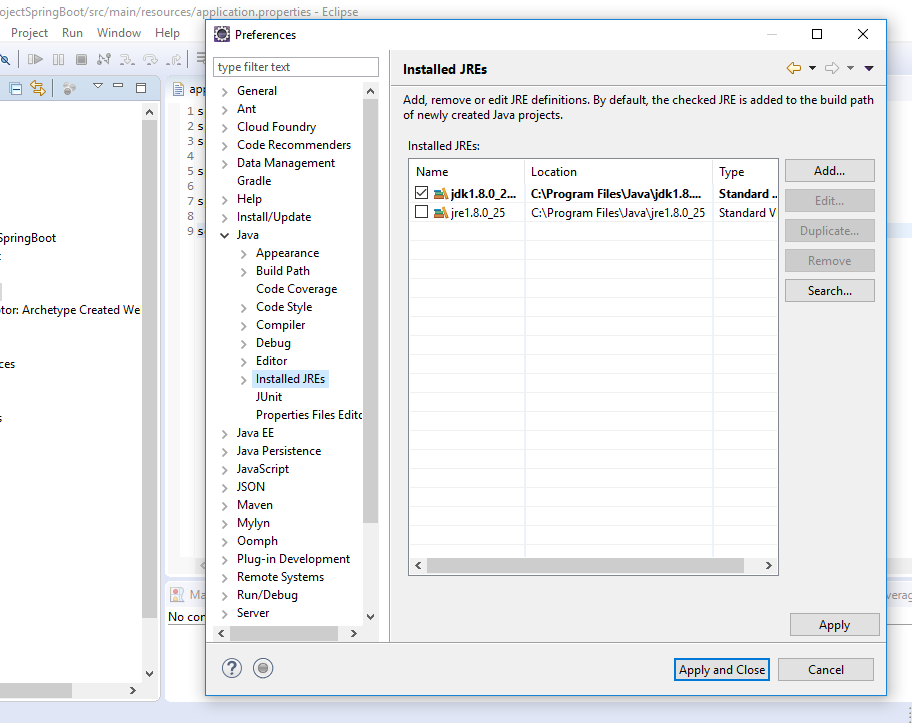 ojectSpringBoot/src/main/resources/application.properties - Eclipse
Project Run Window Help
Preferences
type filter text
General
Ant
Cloud Foundry
Code Recommenders
Data Management
Gradle
Help
Install/Update
Java
Appearance
Build Path
Code Coverage
Code Style
Compiler
Debug
Editor
Installed JREs
JUnit
Properties Files Edito
Java EE
Java Persistence
JavaScript
JSON
Maven
Mylyn
Oomph
Plug-in Development
Remote Systems
Run/Debug
Server
Installed JREs
Add, remove or edit JRE definitions. By default, the checked JRE is added to the build path
of newly created Java projects.
Installed JREs:
Name Location Type
jdk1.8.0_2... C:\Program Files\Java\jdk1.8.... Standard ...
jre1.8.0_25 C:\Program Files\Java\jre1.8.0_25 Standard V
Add...
Edit...
Duplicate...
Remove
Search...
Apply
Apply and Close Cancel
app
1 s
2 s
3 s
4
5 s
6
7 s
8
9 s
SpringBoot
tor: Archetype Created We
ces
s
Ma
No con
verag